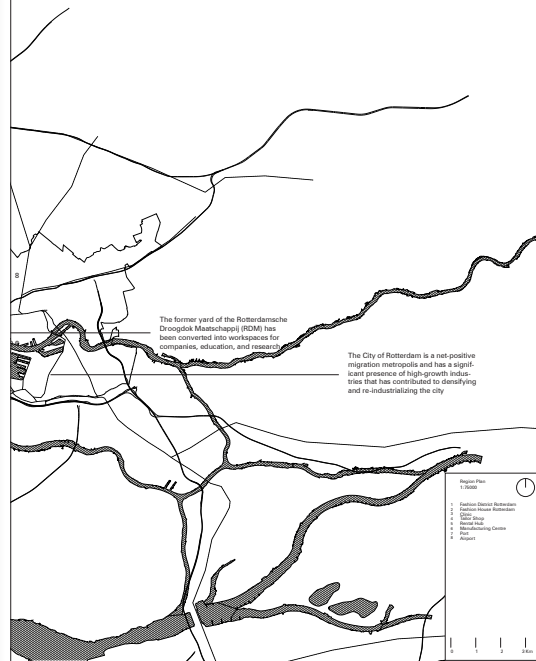 8
The former yard of the Rotterdamsche
Droogdok Maatschappij (RDM) has
been converted into workspaces for
companies, education, and research
The City of Rotterdam is a net-positive
migration metropolis and has a signif-
icant presence of high-growth indus-
tries that has contributed to densifying
and re-industrializing the city
Region Plan
1:75000
1 Fashion District Rotterdam
2 Fashion House Rotterdam
3 Clinic
4 Tailor Shop
5 Rental Hub
6 Manufacturing Centre
7 Port
8 Airport
0 1 2 3 Km